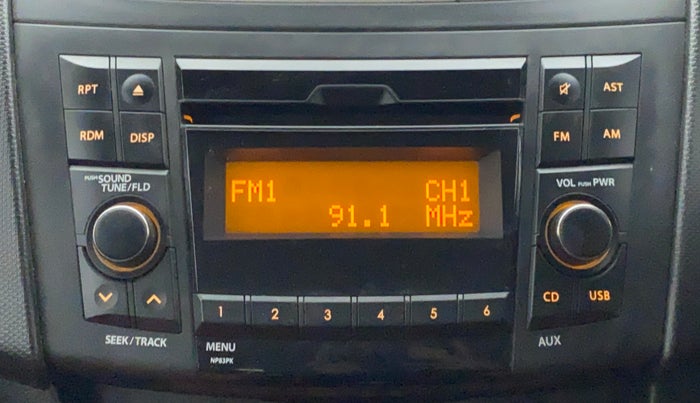 RPT
AST
RDM
DISP
FM
AM
PUSH SOUND
TUNE/FLD
VOL PUSH PWR
FM1 CH1
91.1 MHz
CD
USB
1 2 3 4 5 6
SEEK/TRACK
MENU
AUX
NP83PK